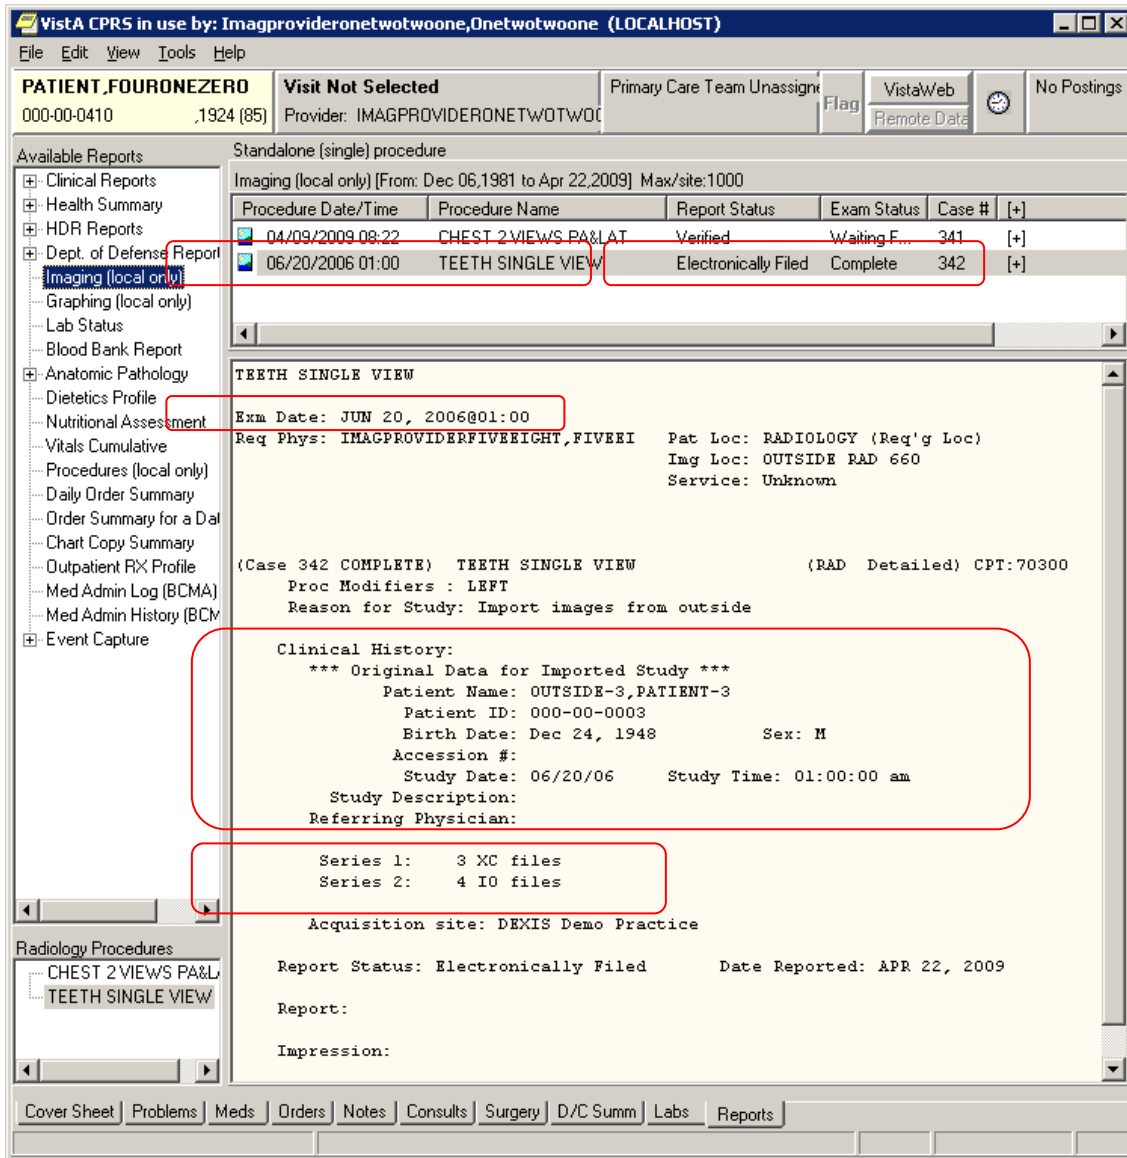 VistA CPRS in use by: Imagprovideronetwotwoone,Onetwotwoone (LOCALHOST)
File Edit View Tools Help
PATIENT,FOURONEZERO
000-00-0410 ,1924 (85)
Visit Not Selected
Provider: IMAGPROVIDERONETWOTWOO
Primary Care Team Unassigne
Flag
VistaWeb
Remote Data
No Postings
Available Reports
Clinical Reports
Health Summary
HDR Reports
Dept. of Defense Report
Imaging (local only)
Graphing (local only)
Lab Status
Blood Bank Report
Anatomic Pathology
Dietetics Profile
Nutritional Assessment
Vitals Cumulative
Procedures (local only)
Daily Order Summary
Order Summary for a Dat
Chart Copy Summary
Outpatient RX Profile
Med Admin Log (BCMA)
Med Admin History (BCM
Event Capture
Radiology Procedures
CHEST 2 VIEWS PA&L
TEETH SINGLE VIEW
Standalone (single) procedure
Imaging (local only) [From: Dec 06,1981 to Apr 22,2009] Max/site:1000
Procedure Date/Time Procedure Name Report Status Exam Status Case # [+]
04/09/2009 08:22 CHEST 2 VIEWS PA&LAT Verified Waiting F... 341 [+]
06/20/2006 01:00 TEETH SINGLE VIEW Electronically Filed Complete 342 [+]
TEETH SINGLE VIEW
Exm Date: JUN 20, 2006@01:00
Req Phys: IMAGPROVIDERFIVEEIGHT,FIVEEI Pat Loc: RADIOLOGY (Req'g Loc)
Img Loc: OUTSIDE RAD 660
Service: Unknown
(Case 342 COMPLETE) TEETH SINGLE VIEW (RAD Detailed) CPT:70300
Proc Modifiers : LEFT
Reason for Study: Import images from outside
Clinical History:
*** Original Data for Imported Study ***
Patient Name: OUTSIDE-3,PATIENT-3
Patient ID: 000-00-0003
Birth Date: Dec 24, 1948 Sex: M
Accession #:
Study Date: 06/20/06 Study Time: 01:00:00 am
Study Description:
Referring Physician:
Series 1: 3 XC files
Series 2: 4 IO files
Acquisition site: DEXIS Demo Practice
Report Status: Electronically Filed Date Reported: APR 22, 2009
Report:
Impression:
Cover Sheet Problems Meds Orders Notes Consults Surgery D/C Summ Labs Reports